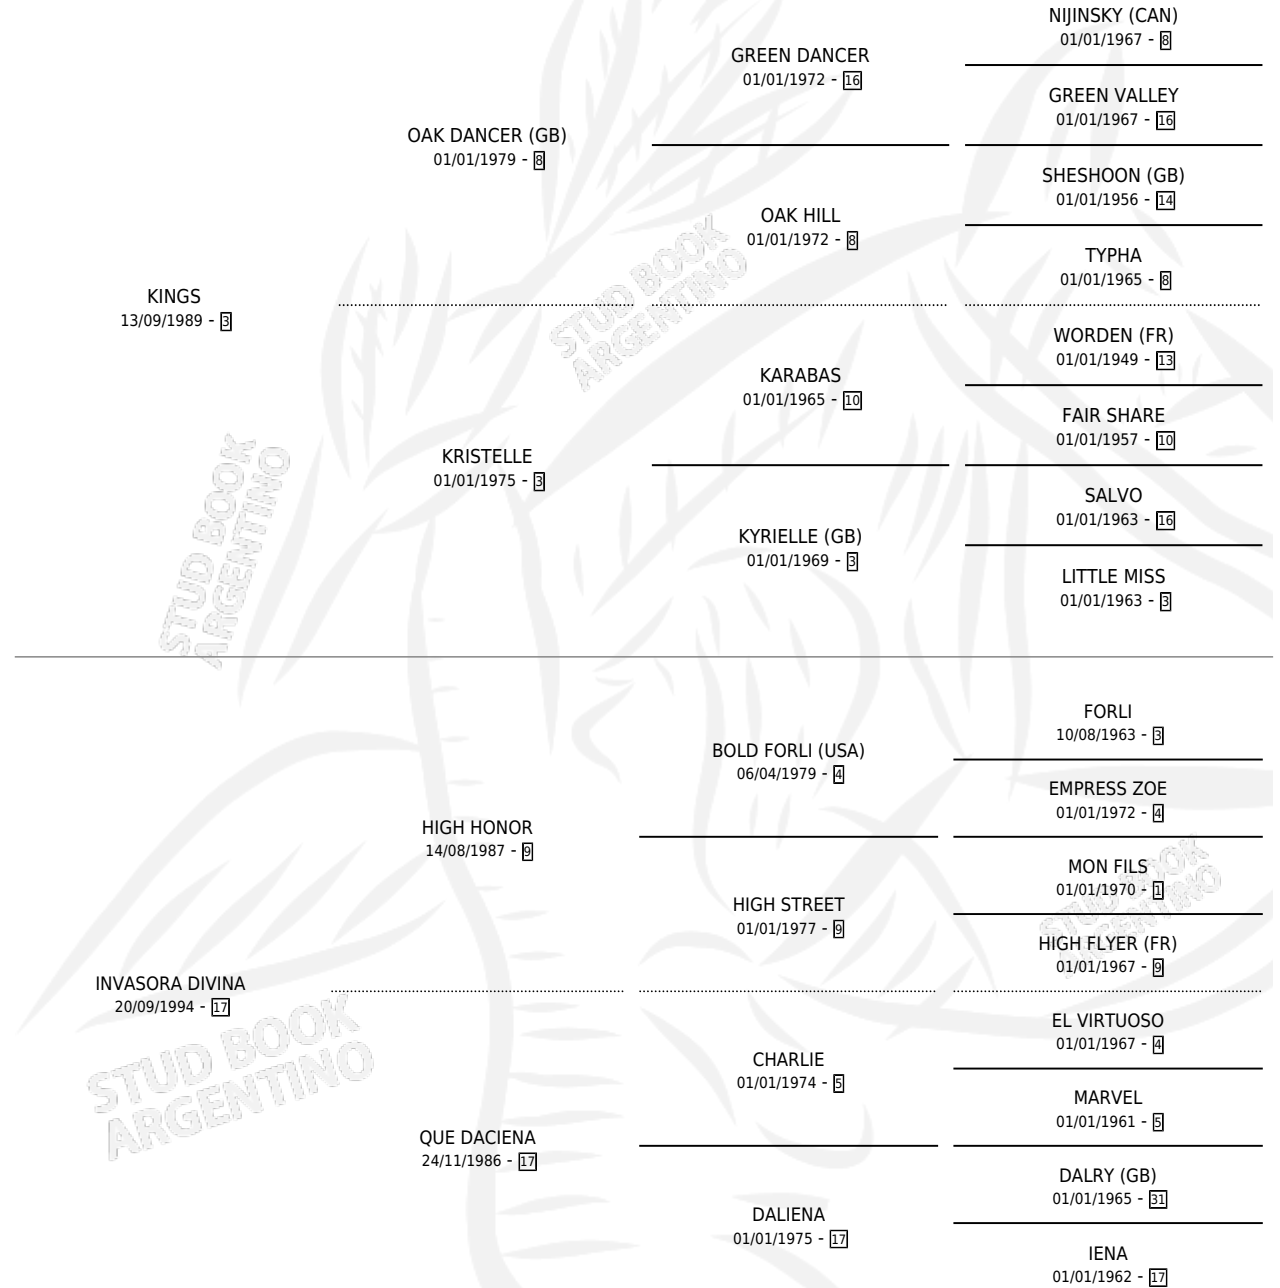 NIJINSKY (CAN)
01/01/1967 - 8
GREEN DANCER
01/01/1972 - 16
GREEN VALLEY
01/01/1967 - 16
OAK DANCER (GB)
01/01/1979 - 8
SHESHOON (GB)
01/01/1956 - 14
OAK HILL
01/01/1972 - 8
TYPHA
01/01/1965 - 8
KINGS
13/09/1989 - 3
WORDEN (FR)
01/01/1949 - 13
KARABAS
01/01/1965 - 10
FAIR SHARE
01/01/1957 - 10
KRISTELLE
01/01/1975 - 3
SALVO
01/01/1963 - 16
KYRIELLE (GB)
01/01/1969 - 3
LITTLE MISS
01/01/1963 - 3
FORLI
10/08/1963 - 3
BOLD FORLI (USA)
06/04/1979 - 4
EMPRESS ZOE
01/01/1972 - 4
HIGH HONOR
14/08/1987 - 9
MON FILS
01/01/1970 - 1
HIGH STREET
01/01/1977 - 9
HIGH FLYER (FR)
01/01/1967 - 9
INVASORA DIVINA
20/09/1994 - 17
EL VIRTUOSO
01/01/1967 - 4
CHARLIE
01/01/1974 - 5
MARVEL
01/01/1961 - 5
QUE DACIENA
24/11/1986 - 17
DALRY (GB)
01/01/1965 - 31
DALIENA
01/01/1975 - 17
IENA
01/01/1962 - 17
STUD BOOK
ARGENTINO
STUD BOOK
ARGENTINO
STUD BOOK
ARGENTINO
STUD BOOK
ARGENTINO